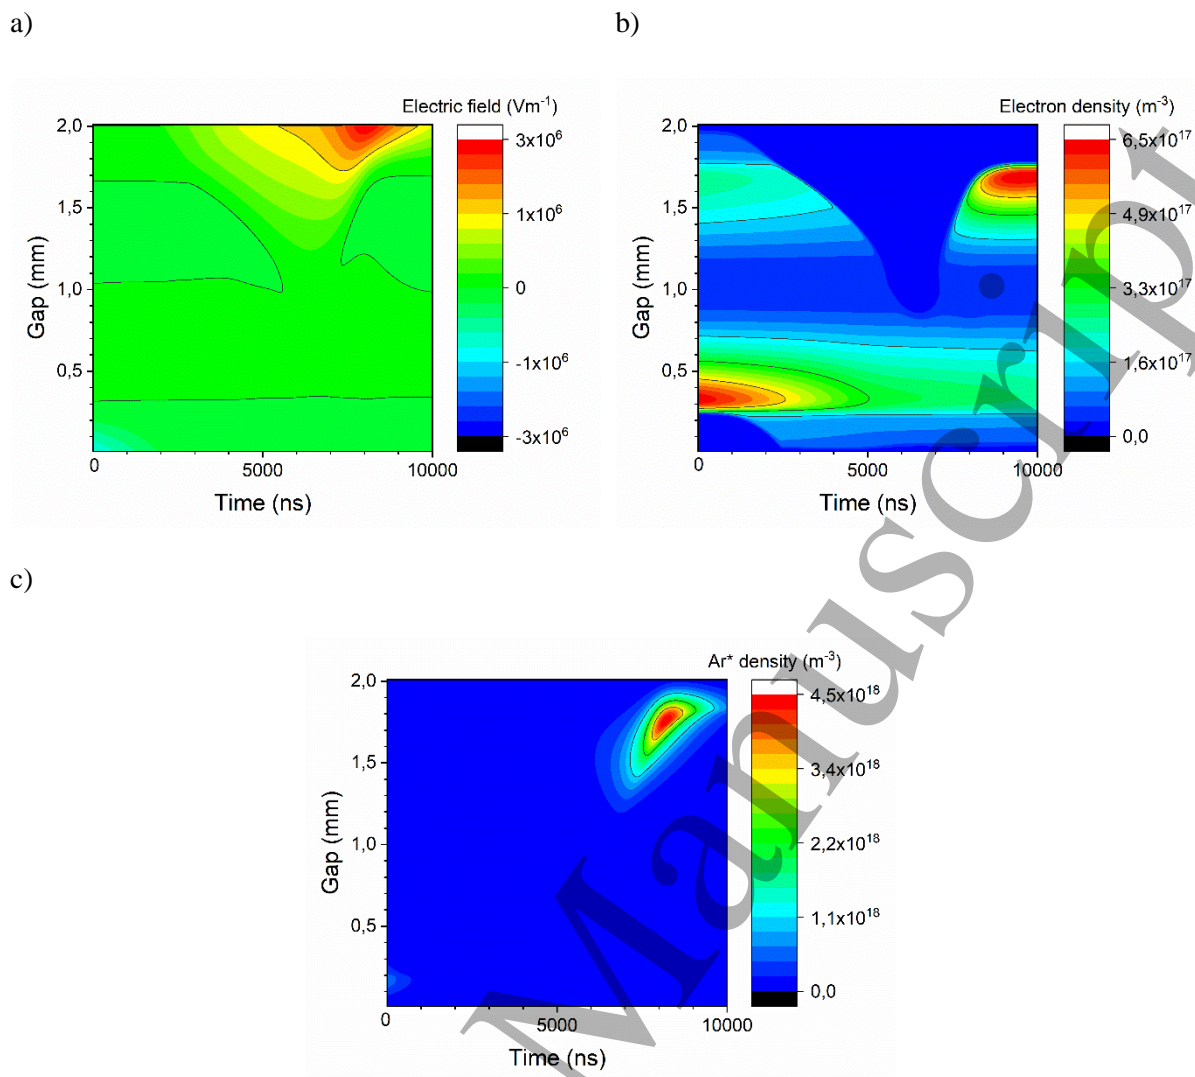 a)
b)
Electric field (Vm⁻¹)
2,0
1,5
1,0
0,5
Gap (mm)
0
5000
10000
Time (ns)
3x10⁶
1x10⁶
0
-1x10⁶
-3x10⁶
Electron density (m⁻³)
2,0
1,5
1,0
0,5
Gap (mm)
0
5000
10000
Time (ns)
6,5x10¹⁷
4,9x10¹⁷
3,3x10¹⁷
1,6x10¹⁷
0,0
c)
Ar* density (m⁻³)
2,0
1,5
1,0
0,5
Gap (mm)
0
5000
10000
Time (ns)
4,5x10¹⁸
3,4x10¹⁸
2,2x10¹⁸
1,1x10¹⁸
0,0
Manuscript